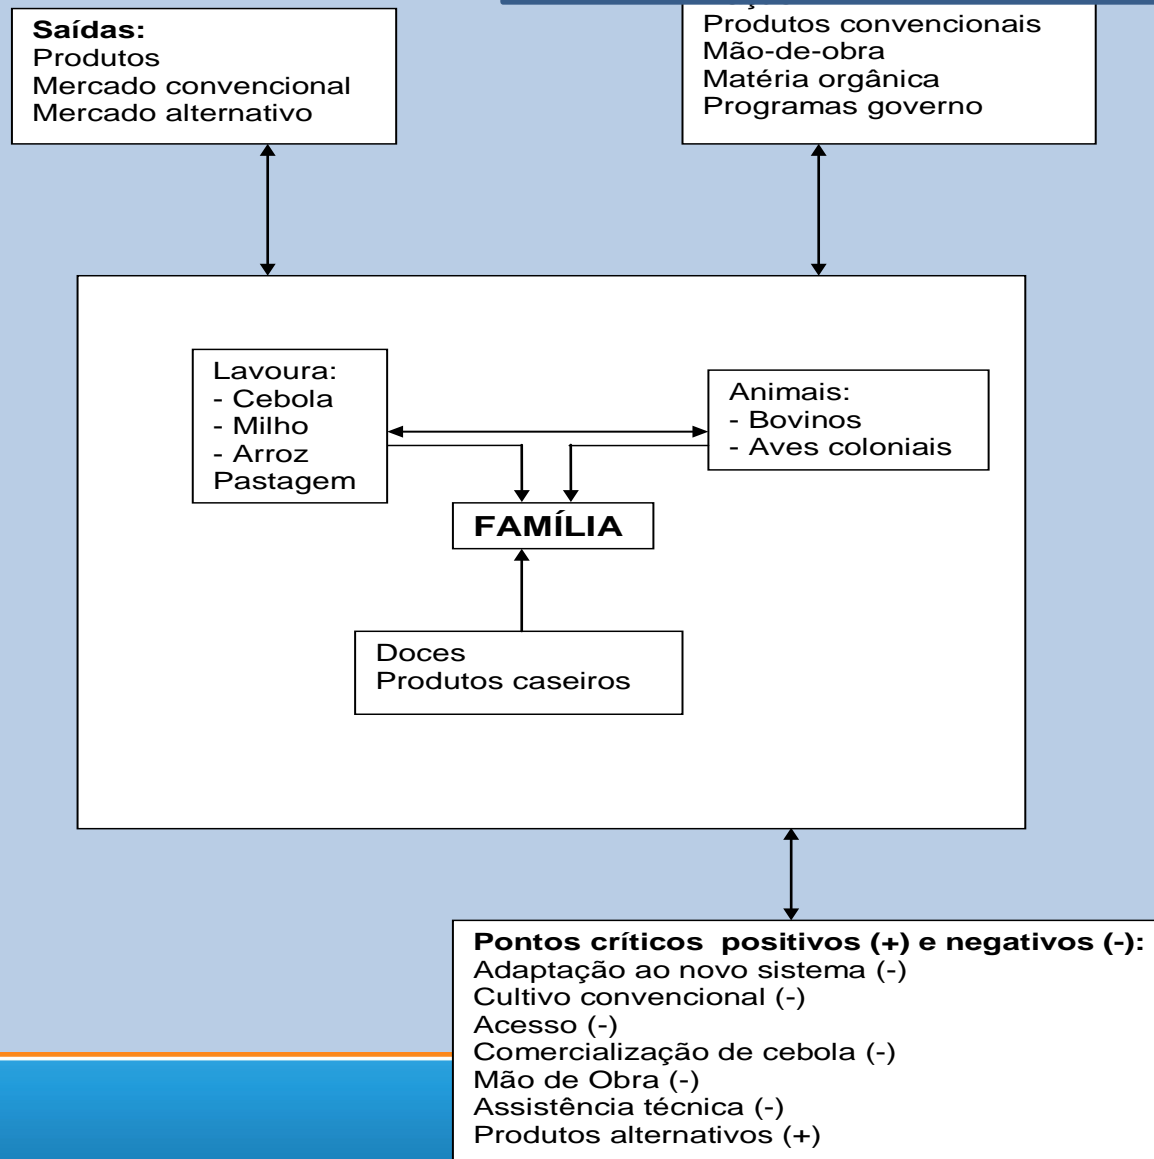 Saídas:
Produtos
Mercado convencional
Mercado alternativo
Produtos convencionais
Mão-de-obra
Matéria orgânica
Programas governo
Lavoura:
- Cebola
- Milho
- Arroz
Pastagem
Animais:
- Bovinos
- Aves coloniais
FAMÍLIA
Doces
Produtos caseiros
Pontos críticos positivos (+) e negativos (-):
Adaptação ao novo sistema (-)
Cultivo convencional (-)
Acesso (-)
Comercialização de cebola (-)
Mão de Obra (-)
Assistência técnica (-)
Produtos alternativos (+)